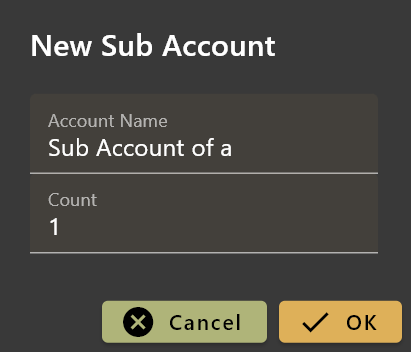 New Sub Account
Account Name
Sub Account of a
Count
1
Cancel
OK